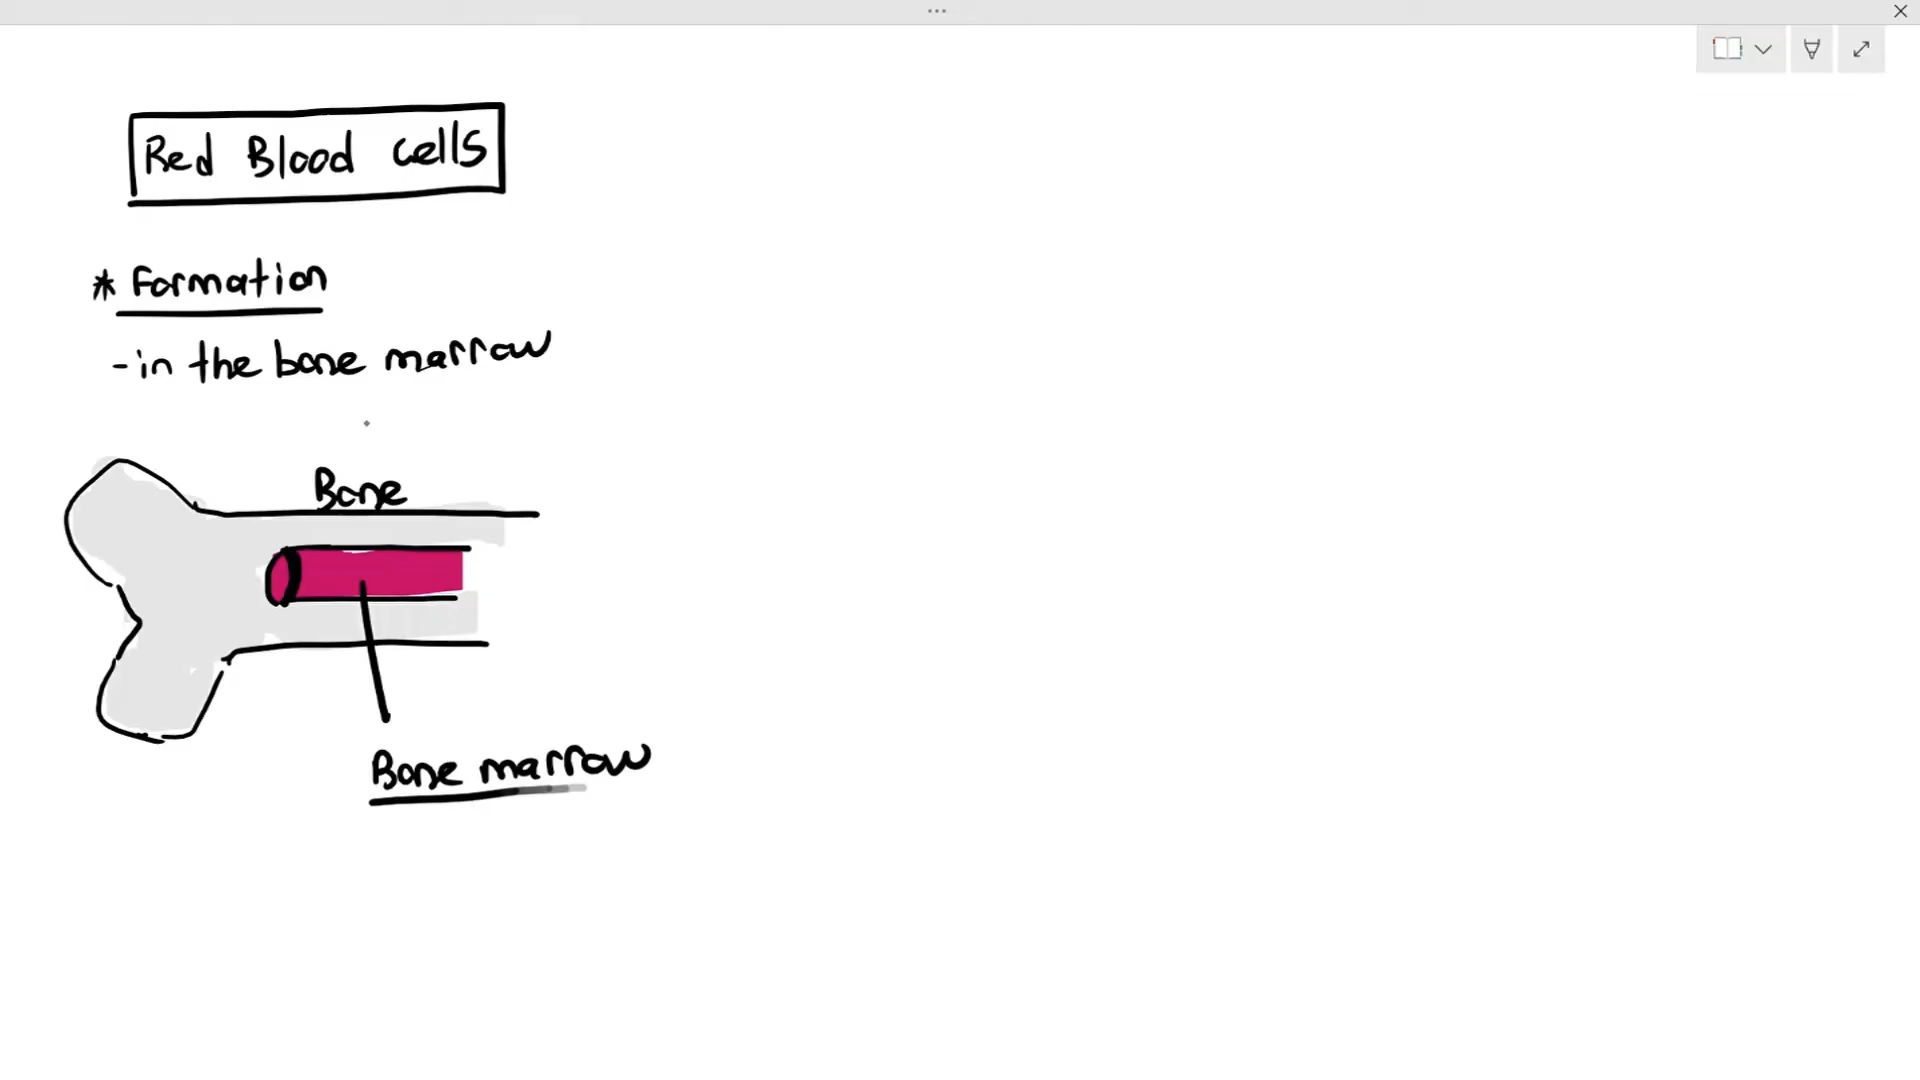 Red Blood cells
* Formation
- in the bone marrow
Bone
Bone marrow